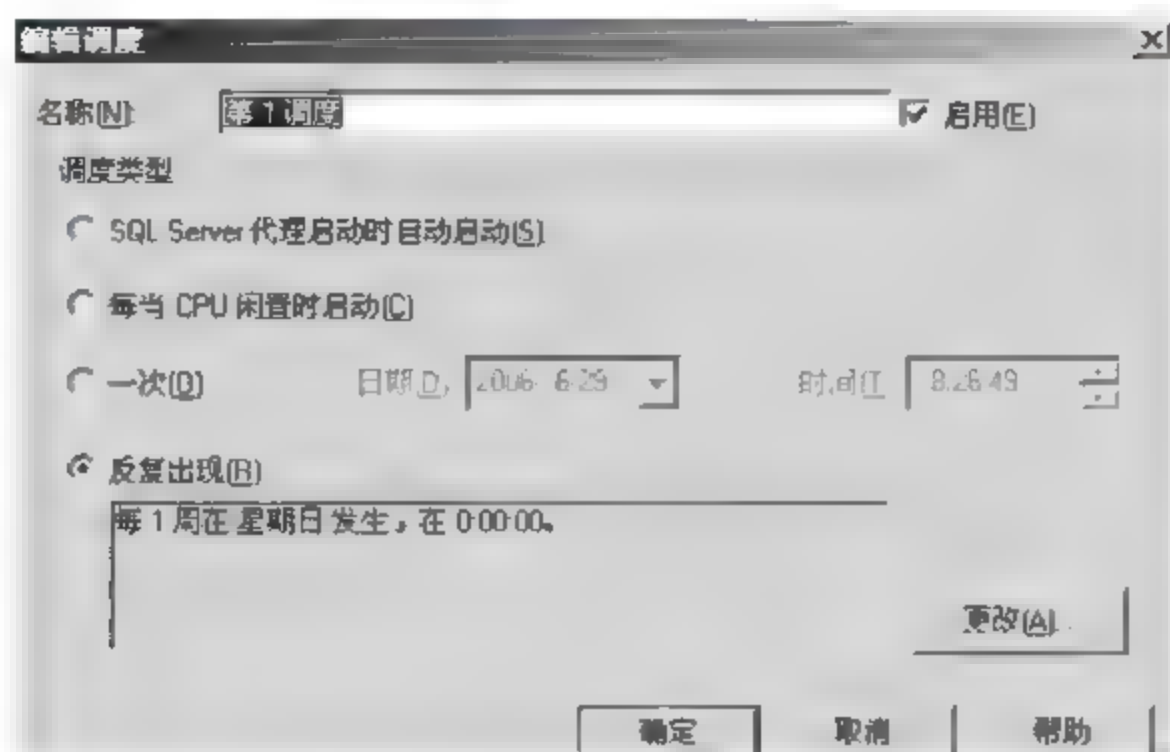 编辑调度
名称(N): 第 1 调度 启用(E)
调度类型
SQL Server 代理启动时自动启动(S)
每当 CPU 闲置时启动(C)
一次(O) 日期(D) 2006- 6-29 时间(T) 8:26:49
反复出现(R)
每 1 周在 星期日 发生，在 0:00:00。
更改(A)...
确定 取消 帮助